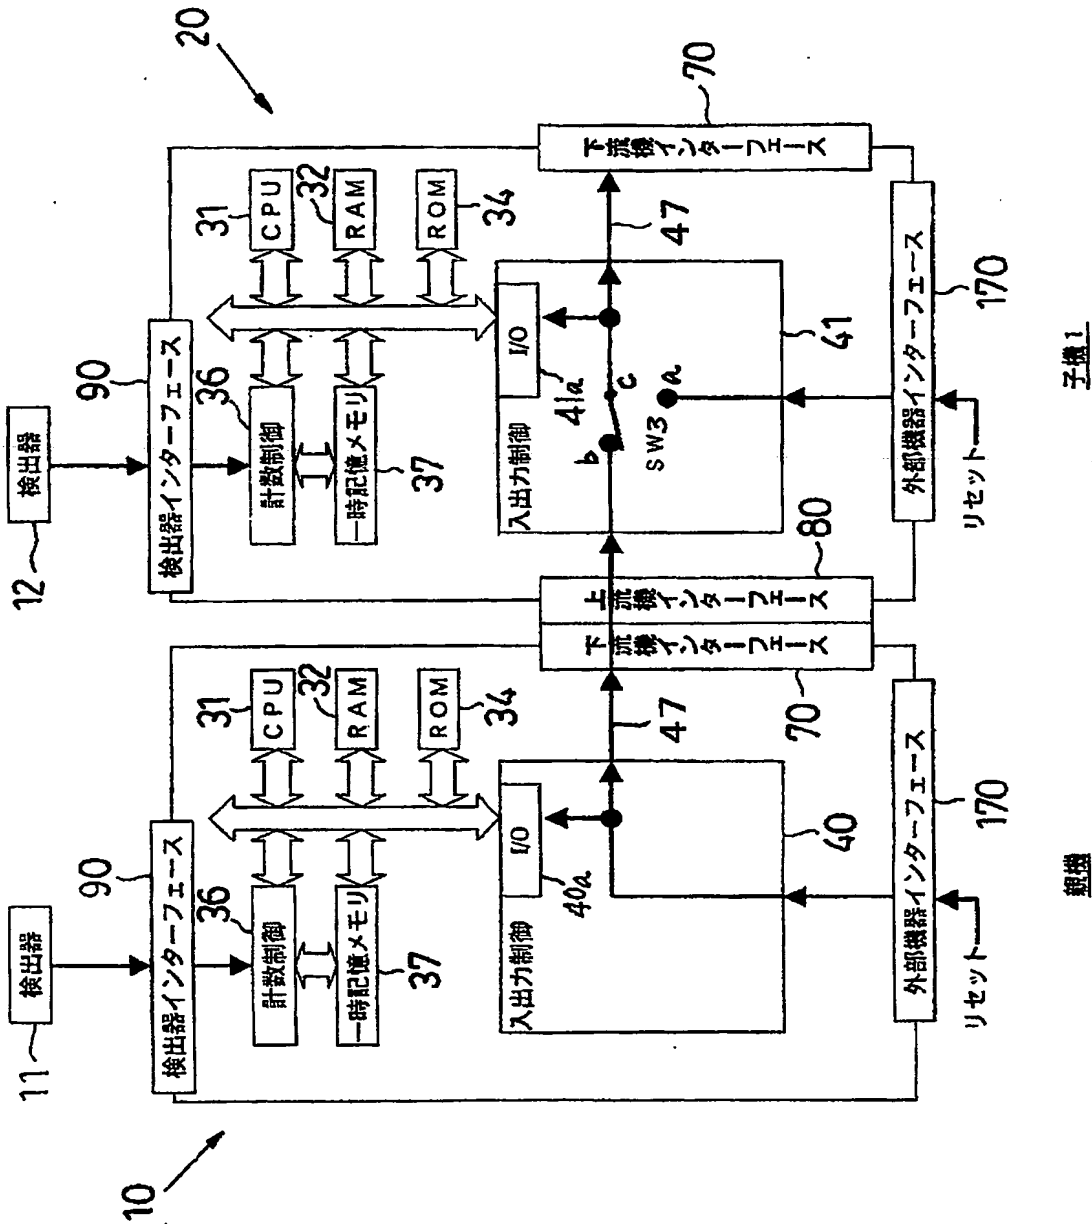 10
11
検出器
90
検出器インターフェース
36
計数制御
一時記憶メモリ
37
31
CPU
32
RAM
ROM
34
入出力制御
I/O
40a
40
47
下流機インターフェース
70
外部機器インターフェース
170
リセット
親機
20
12
検出器
90
検出器インターフェース
36
計数制御
一時記憶メモリ
37
31
CPU
32
RAM
ROM
34
入出力制御
I/O
41a
b
c
a
SW3
41
47
上流機インターフェース
80
下流機インターフェース
70
外部機器インターフェース
170
リセット
子機1